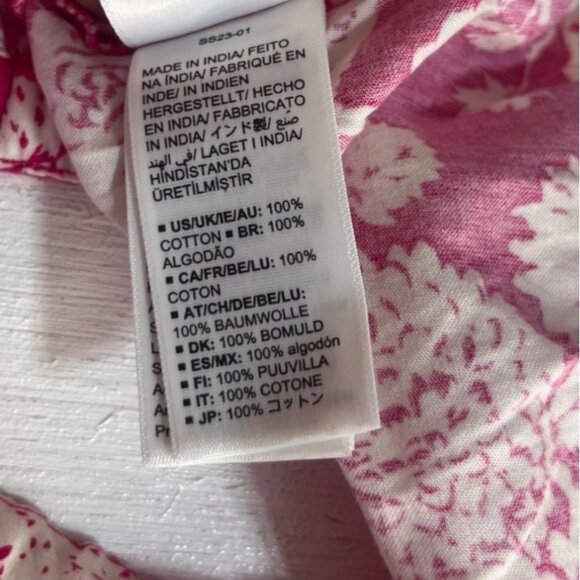 SS23-01
MADE IN INDIA/ FEITO
NA ÍNDIA/ FABRIQUÉ EN
INDE/ IN INDIEN
HERGESTELLT/ HECHO
EN INDIA/ FABBRICATO
IN INDIA/ インド製/ صنع
في الهند/ LAGET I INDIA/
HİNDİSTAN'DA
ÜRETİLMİŞTİR
■ US/UK/IE/AU: 100%
COTTON ■ BR: 100%
ALGODÃO
■ CA/FR/BE/LU: 100%
COTON
■ AT/CH/DE/BE/LU:
100% BAUMWOLLE
■ DK: 100% BOMULD
■ ES/MX: 100% algodón
■ FI: 100% PUUVILLA
■ IT: 100% COTONE
■ JP: 100% コットン